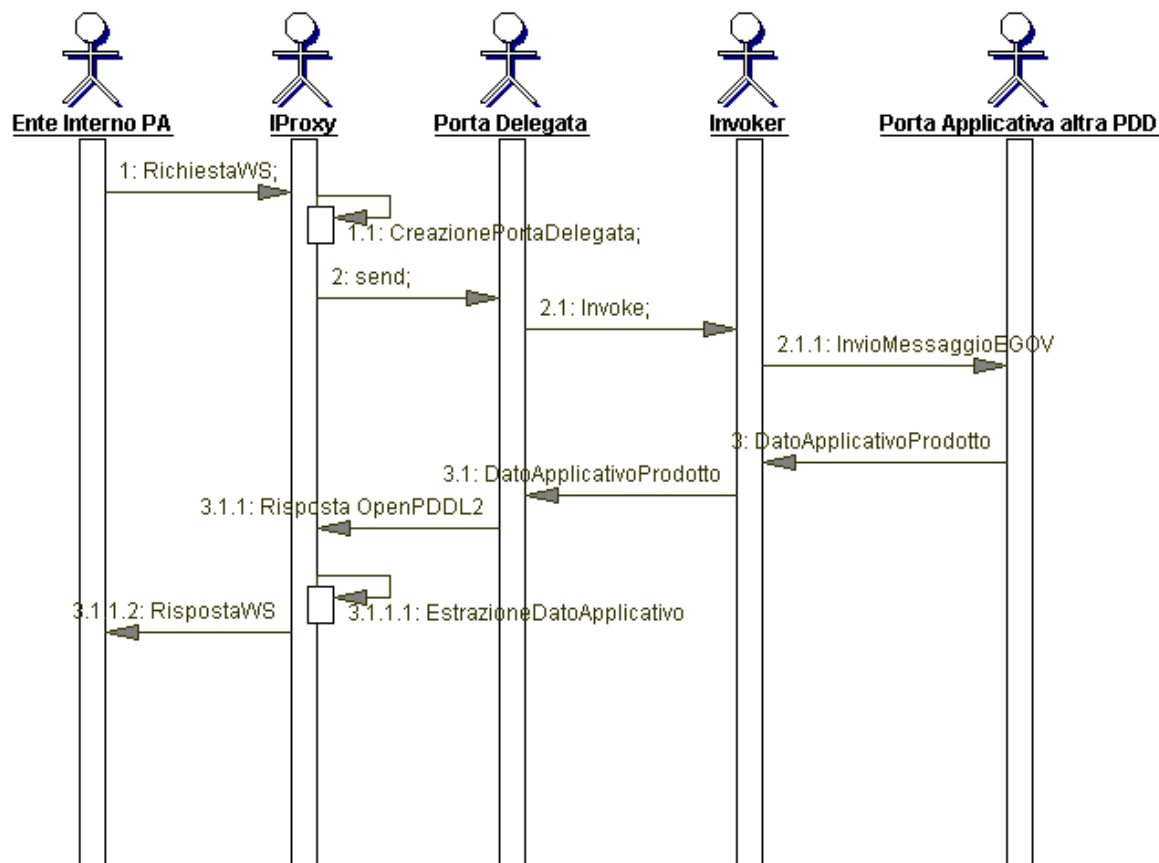 Ente Interno PA
IProxy
Porta Delegata
Invoker
Porta Applicativa altra PDD
1: RichiestaWS;
1.1: CreazionePortaDelegata;
2: send;
2.1: Invoke;
2.1.1: InvioMessaggioEGOV
3: DatoApplicativoProdotto
3.1: DatoApplicativoProdotto
3.1.1: Risposta OpenPDDL2
3.1.1.1: EstrazioneDatoApplicativo
3.1.1.2: RispostaWS